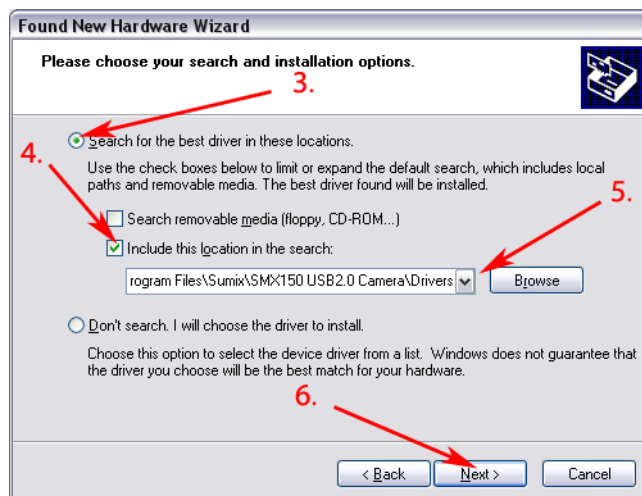 Found New Hardware Wizard
Please choose your search and installation options.
3.
Search for the best driver in these locations.
4.
Use the check boxes below to limit or expand the default search, which includes local
paths and removable media. The best driver found will be installed.
5.
Search removable media (floppy, CD-ROM...)
Include this location in the search:
rogram Files\Sumix\SMX150 USB2.0 Camera\Drivers
Browse
Don't search. I will choose the driver to install.
Choose this option to select the device driver from a list. Windows does not guarantee that
the driver you choose will be the best match for your hardware.
6.
< Back
Next >
Cancel